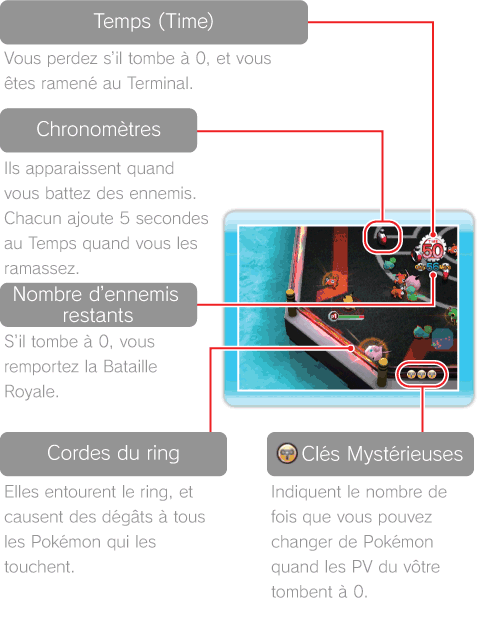 Temps (Time)
Vous perdez s'il tombe à 0, et vous
êtes ramené au Terminal.
Chronomètres
Ils apparaissent quand
vous battez des ennemis.
Chacun ajoute 5 secondes
au Temps quand vous les
ramassez.
50
Nombre d'ennemis
restants
S'il tombe à 0, vous
remportez la Bataille
Royale.
Cordes du ring
Elles entourent le ring, et
causent des dégâts à tous
les Pokémon qui les
touchent.
Clés Mystérieuses
Indiquent le nombre de
fois que vous pouvez
changer de Pokémon
quand les PV du vôtre
tombent à 0.